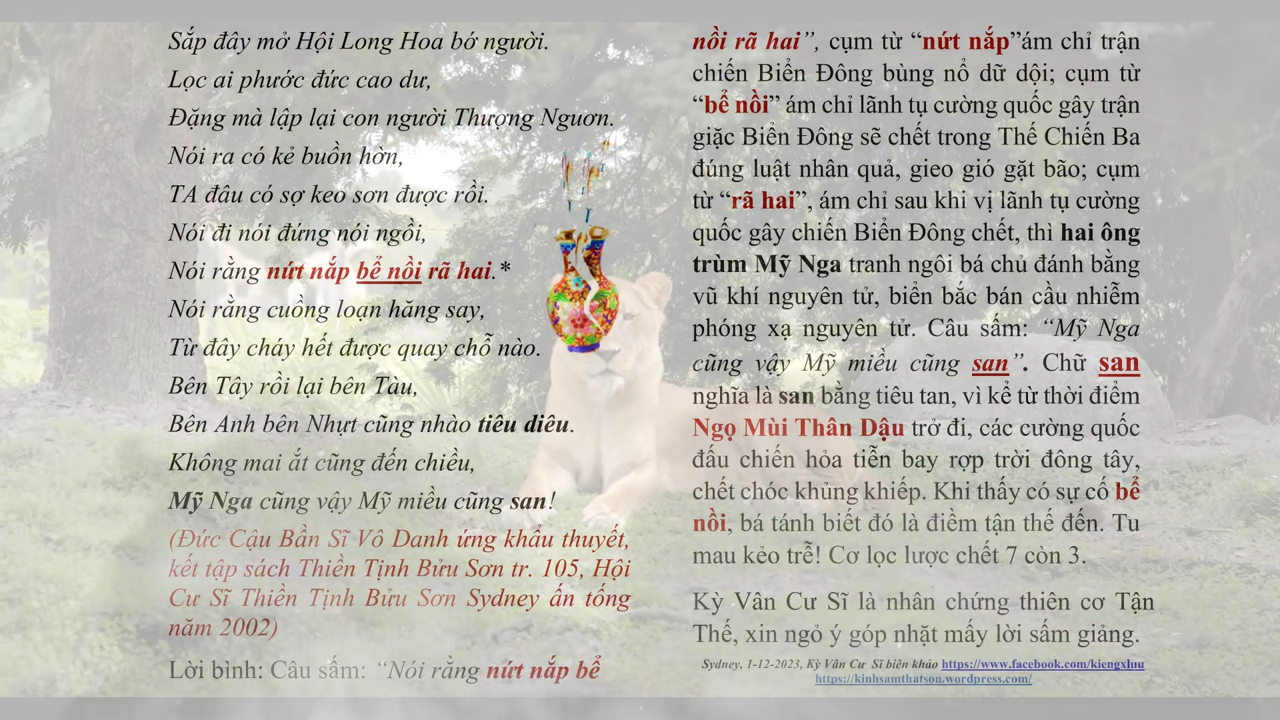 Sắp đây mở Hội Long Hoa bớ người.
Lọc ai phước đức cao dư,
Đặng mà lập lại con người Thượng Nguơn.
Nói ra có kẻ buồn hờn,
TA đâu có sợ keo sơn được rồi.
Nói đi nói đứng nói ngồi,
Nói rằng nứt nắp bể nồi rã hai.*
Nói rằng cuồng loạn hăng say,
Từ đây cháy hết được quay chỗ nào.
Bên Tây rồi lại bên Tàu,
Bên Anh bên Nhựt cũng nhào tiêu diêu.
Không mai ắt cũng đến chiều,
Mỹ Nga cũng vậy Mỹ miều cũng san!
(Đức Cậu Bần Sĩ Vô Danh ứng khẩu thuyết,
kết tập sách Thiền Tịnh Bửu Sơn tr. 105, Hội
Cư Sĩ Thiền Tịnh Bửu Sơn Sydney ấn tống
năm 2002)
Lời bình: Câu sấm: “Nói rằng nứt nắp bể
nồi rã hai”, cụm từ “nứt nắp”ám chỉ trận
chiến Biển Đông bùng nổ dữ dội; cụm từ
“bể nồi” ám chỉ lãnh tụ cường quốc gây trận
giặc Biển Đông sẽ chết trong Thế Chiến Ba
đúng luật nhân quả, gieo gió gặt bão; cụm
từ “rã hai”, ám chỉ sau khi vị lãnh tụ cường
quốc gây chiến Biển Đông chết, thì hai ông
trùm Mỹ Nga tranh ngôi bá chủ đánh bằng
vũ khí nguyên tử, biển bắc bán cầu nhiễm
phóng xạ nguyên tử. Câu sấm: “Mỹ Nga
cũng vậy Mỹ miều cũng san”. Chữ san
nghĩa là san bằng tiêu tan, vì kể từ thời điểm
Ngọ Mùi Thân Dậu trở đi, các cường quốc
đấu chiến hỏa tiễn bay rợp trời đông tây,
chết chóc khủng khiếp. Khi thấy có sự cố bể
nồi, bá tánh biết đó là điềm tận thế đến. Tu
mau kẻo trễ! Cơ lọc lược chết 7 còn 3.
Kỳ Vân Cư Sĩ là nhân chứng thiên cơ Tận
Thế, xin ngỏ ý góp nhặt mấy lời sấm giảng.
Sydney, 1-12-2023, Kỳ Vân Cư Sĩ biên khảo https://www.facebook.com/kiengxluu
https://kinhsamthatson.wordpress.com/